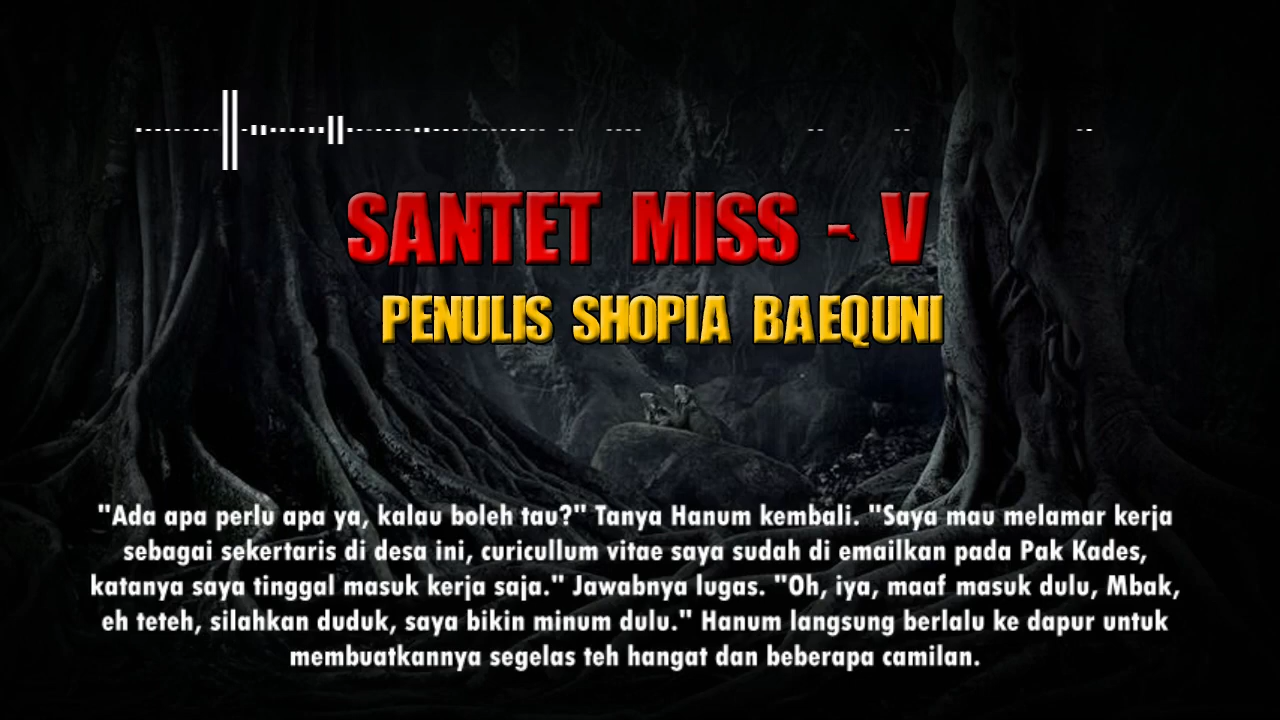 SANTET MISS - V
PENULIS SHOPIA BAEQUNI
"Ada apa perlu apa ya, kalau boleh tau?" Tanya Hanum kembali. "Saya mau melamar kerja
sebagai sekertaris di desa ini, curicullum vitae saya sudah di emailkan pada Pak Kades,
katanya saya tinggal masuk kerja saja." Jawabnya lugas. "Oh, iya, maaf masuk dulu, Mbak,
eh teteh, silahkan duduk, saya bikin minum dulu." Hanum langsung berlalu ke dapur untuk
membuatkannya segelas teh hangat dan beberapa camilan.